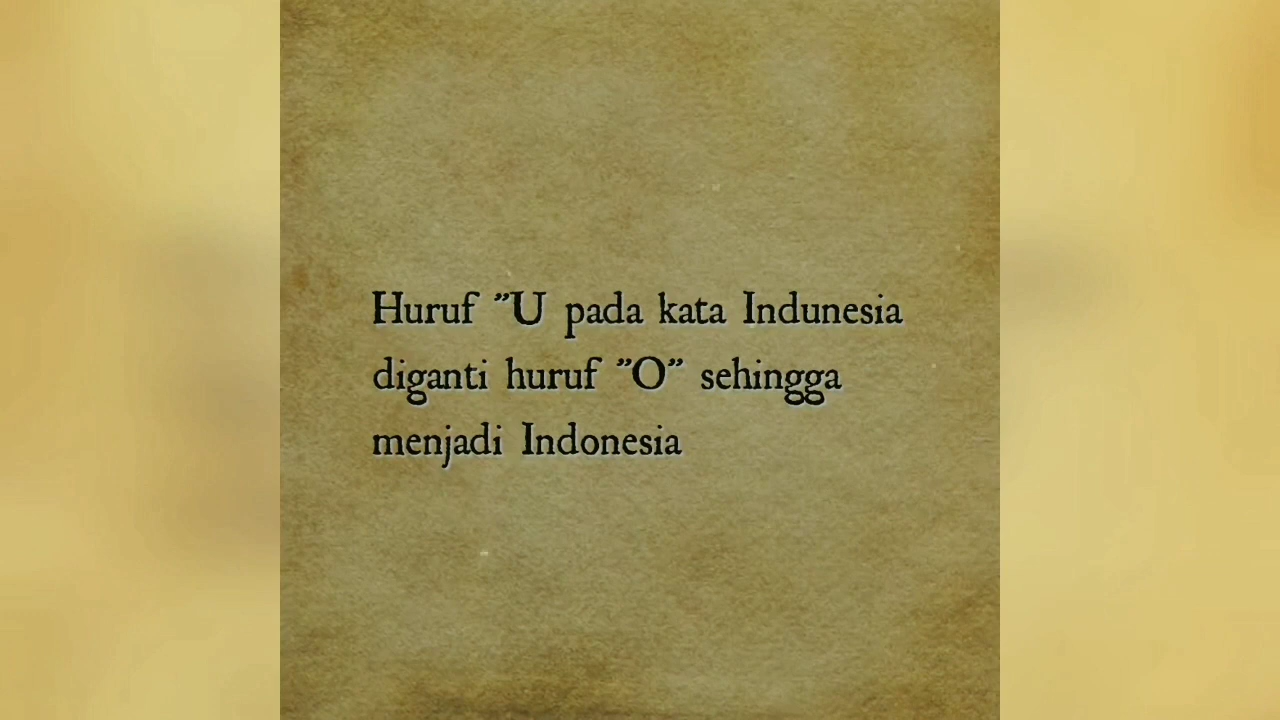 Huruf ”U pada kata Indunesia
diganti huruf ”O” sehingga
menjadi Indonesia